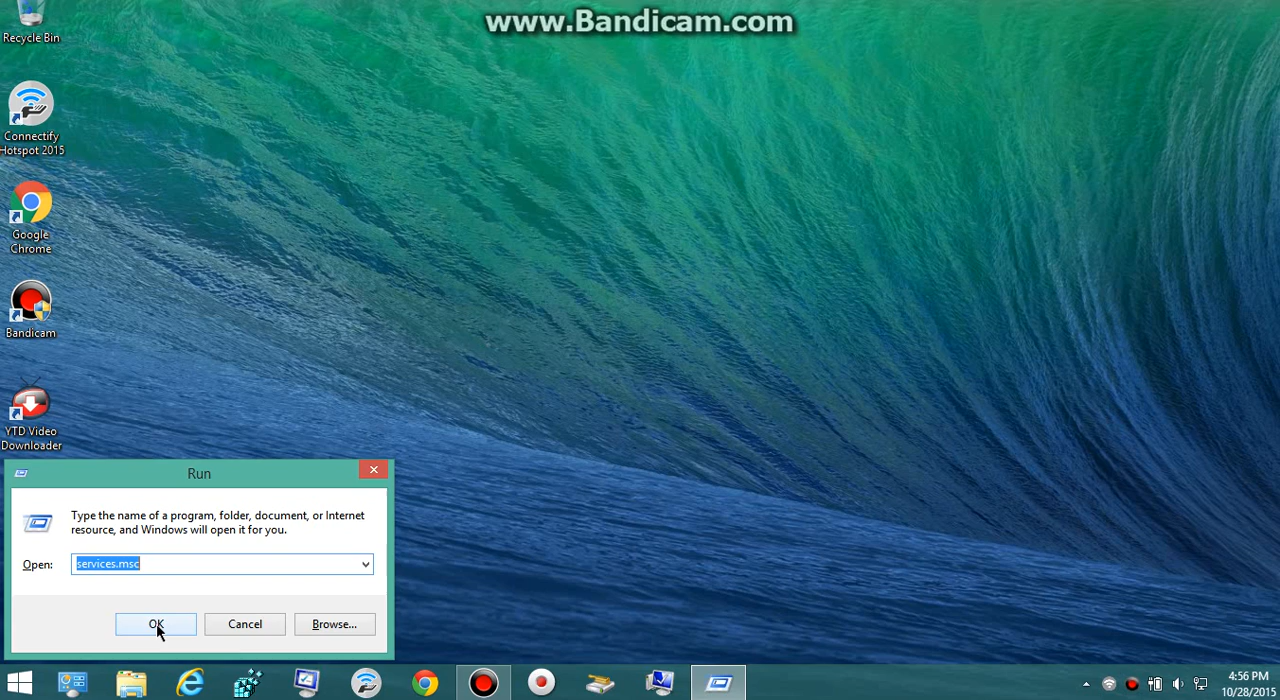 www.Bandicam.com
Recycle Bin
Connectify
Hotspot 2015
Google
Chrome
Bandicam
YTD Video
Downloader
Run
Type the name of a program, folder, document, or Internet
resource, and Windows will open it for you.
Open:
services.msc
OK
Cancel
Browse...
4:56 PM
10/28/2015